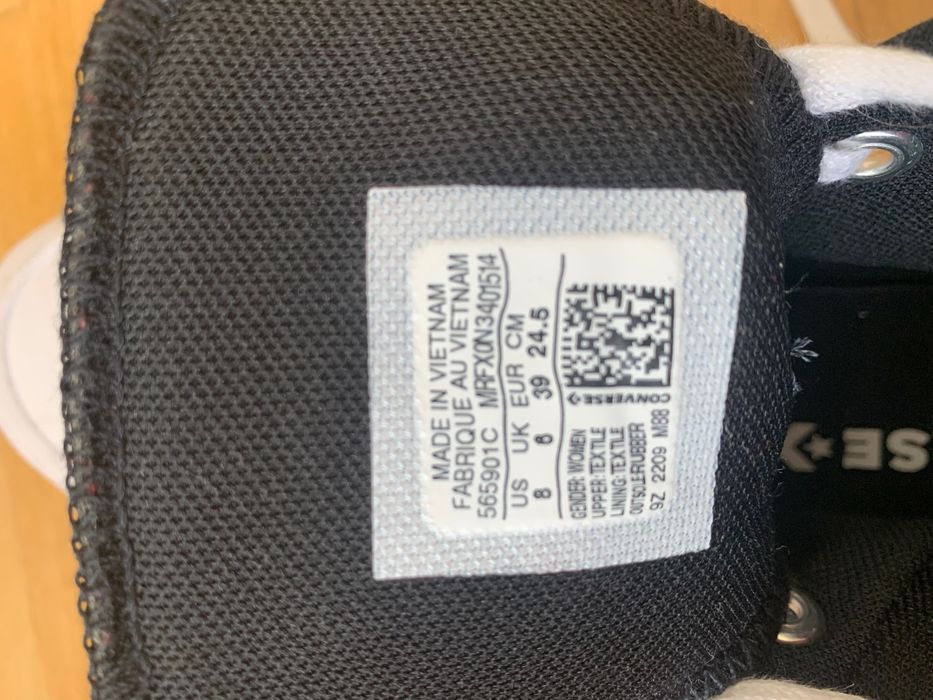 MADE IN VIETNAM
FABRIQUE AU VIETNAM
565901C MRFX0N3401514
US UK EUR CM
8 6 39 24.5
GENDER:WOMEN
UPPER:TEXTILE
LINING:TEXTILE
OUTSOLE:RUBBER
9Z 2209 M88
CONVERSE
SE